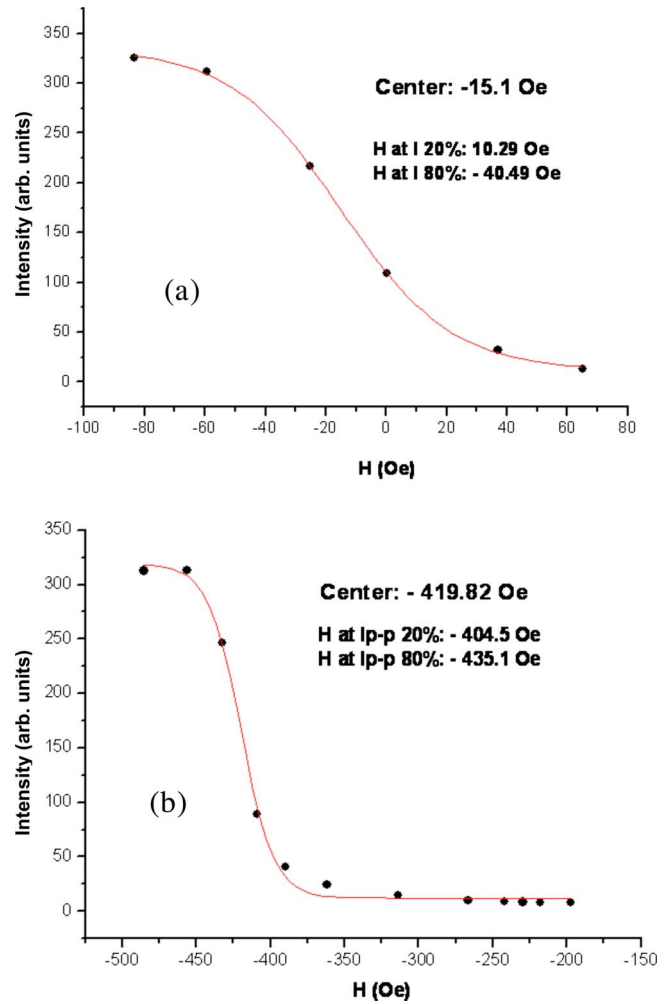 350
300
250
200
150
100
50
0
Intensity (arb. units)
Center: -15.1 Oe
H at I 20%: 10.29 Oe
H at I 80%: - 40.49 Oe
(a)
-100 -80 -60 -40 -20 0 20 40 60 80
H (Oe)
350
300
250
200
150
100
50
0
Intensity (arb. units)
Center: - 419.82 Oe
H at Ip-p 20%: - 404.5 Oe
H at Ip-p 80%: - 435.1 Oe
(b)
-500 -450 -400 -350 -300 -250 -200 -150
H (Oe)